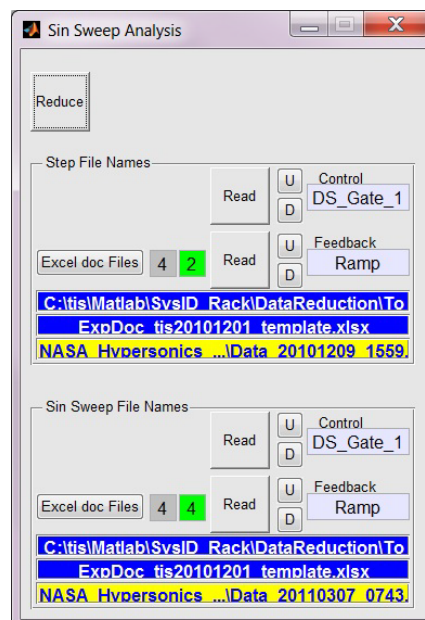 Sin Sweep Analysis
Reduce
Step File Names
Read
U
D
Control
DS_Gate_1
Excel doc Files
4
2
Read
U
D
Feedback
Ramp
C:\tis\Matlab\SysID_Rack\DataReduction\To
ExpDoc_tis20101201_template.xlsx
NASA_Hypersonics_...\Data_20101209_1559.
Sin Sweep File Names
Read
U
D
Control
DS_Gate_1
Excel doc Files
4
4
Read
U
D
Feedback
Ramp
C:\tis\Matlab\SysID_Rack\DataReduction\To
ExpDoc_tis20101201_template.xlsx
NASA_Hypersonics_...\Data_20110307_0743.